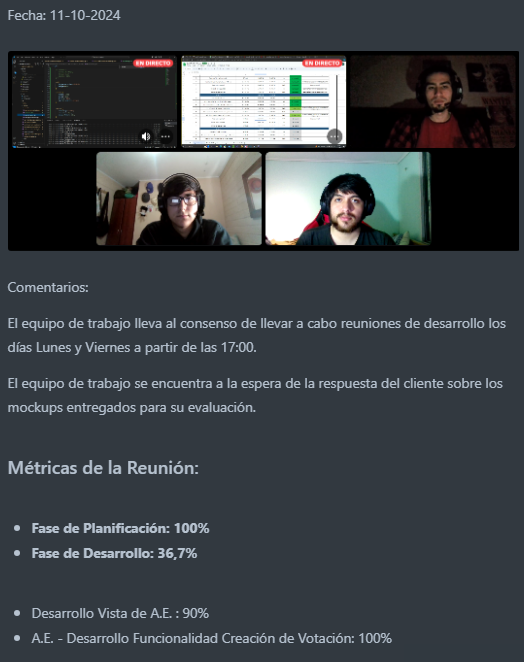 Fecha: 11-10-2024
EN DIRECTO
EN DIRECTO
Comentarios:
El equipo de trabajo lleva al consenso de llevar a cabo reuniones de desarrollo los
días Lunes y Viernes a partir de las 17:00.
El equipo de trabajo se encuentra a la espera de la respuesta del cliente sobre los
mockups entregados para su evaluación.
Métricas de la Reunión:
Fase de Planificación: 100%
Fase de Desarrollo: 36,7%
Desarrollo Vista de A.E. : 90%
A.E. - Desarrollo Funcionalidad Creación de Votación: 100%